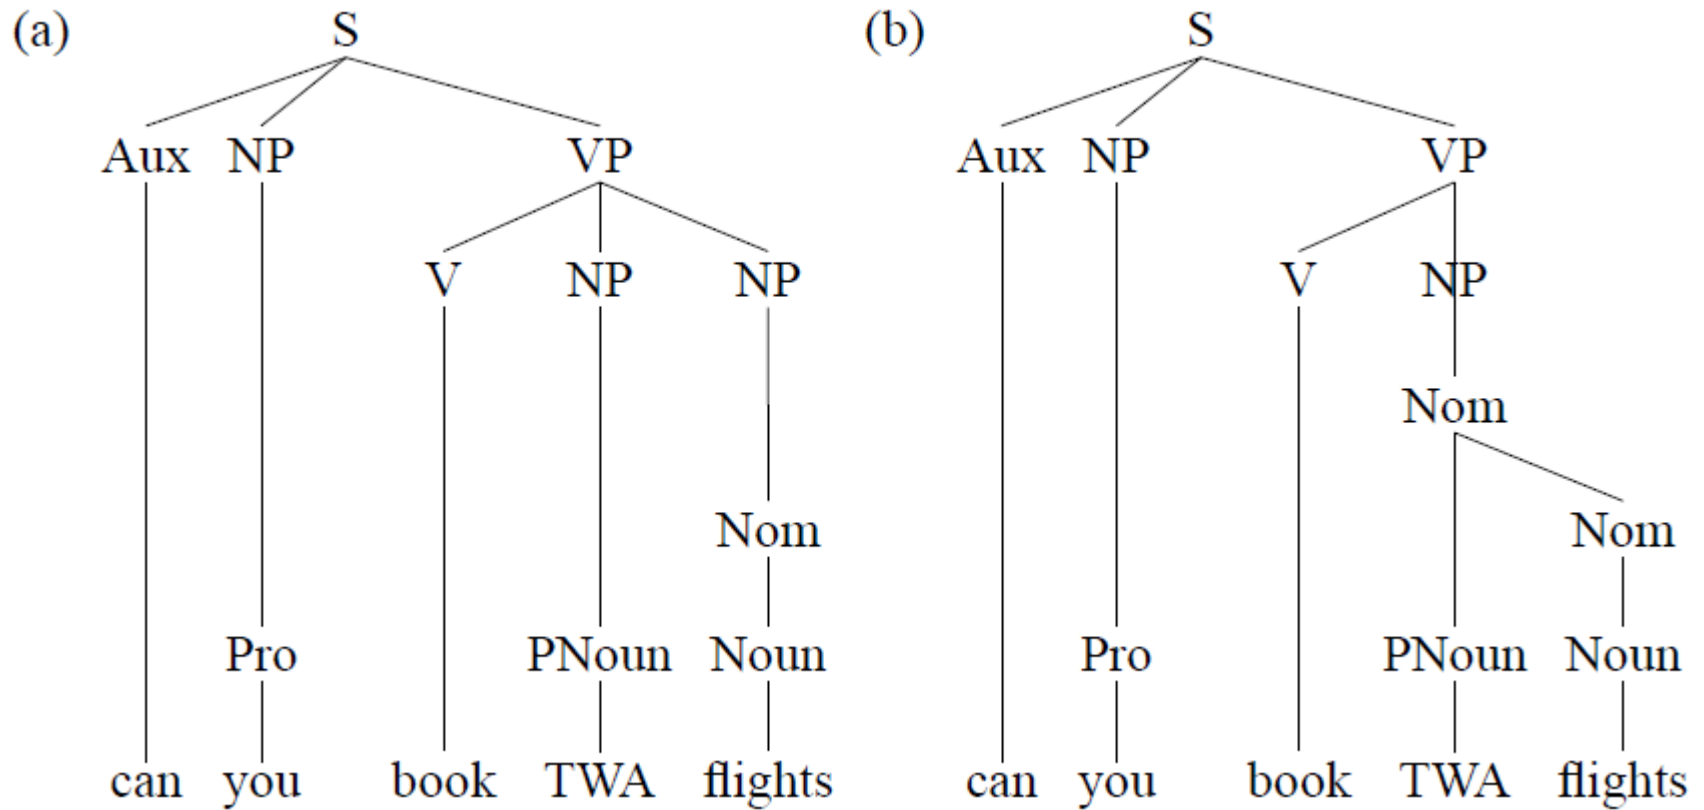 (a) S (b) S
Aux NP VP Aux NP VP
V NP NP V NP
Nom
Nom Nom
Pro PNoun Noun Pro PNoun Noun
can you book TWA flights can you book TWA flights